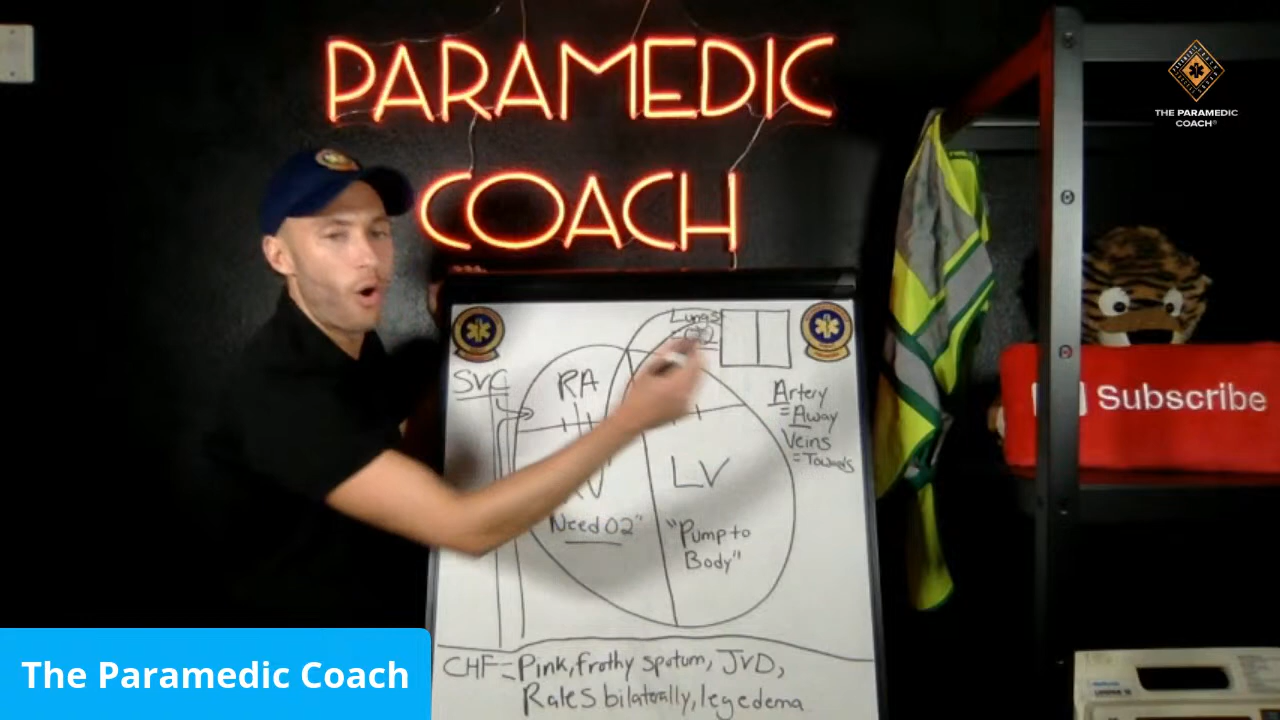 PARAMEDIC
COACH
THE PARAMEDIC
COACH®
Lungs
SVC
RA
Artery
=Away
Veins
=Towards
LV
Need O2"
"Pump to
Body"
Subscribe
CHF=Pink, frothy sputum, JVD,
Rales bilaterally, leg edema
The Paramedic Coach